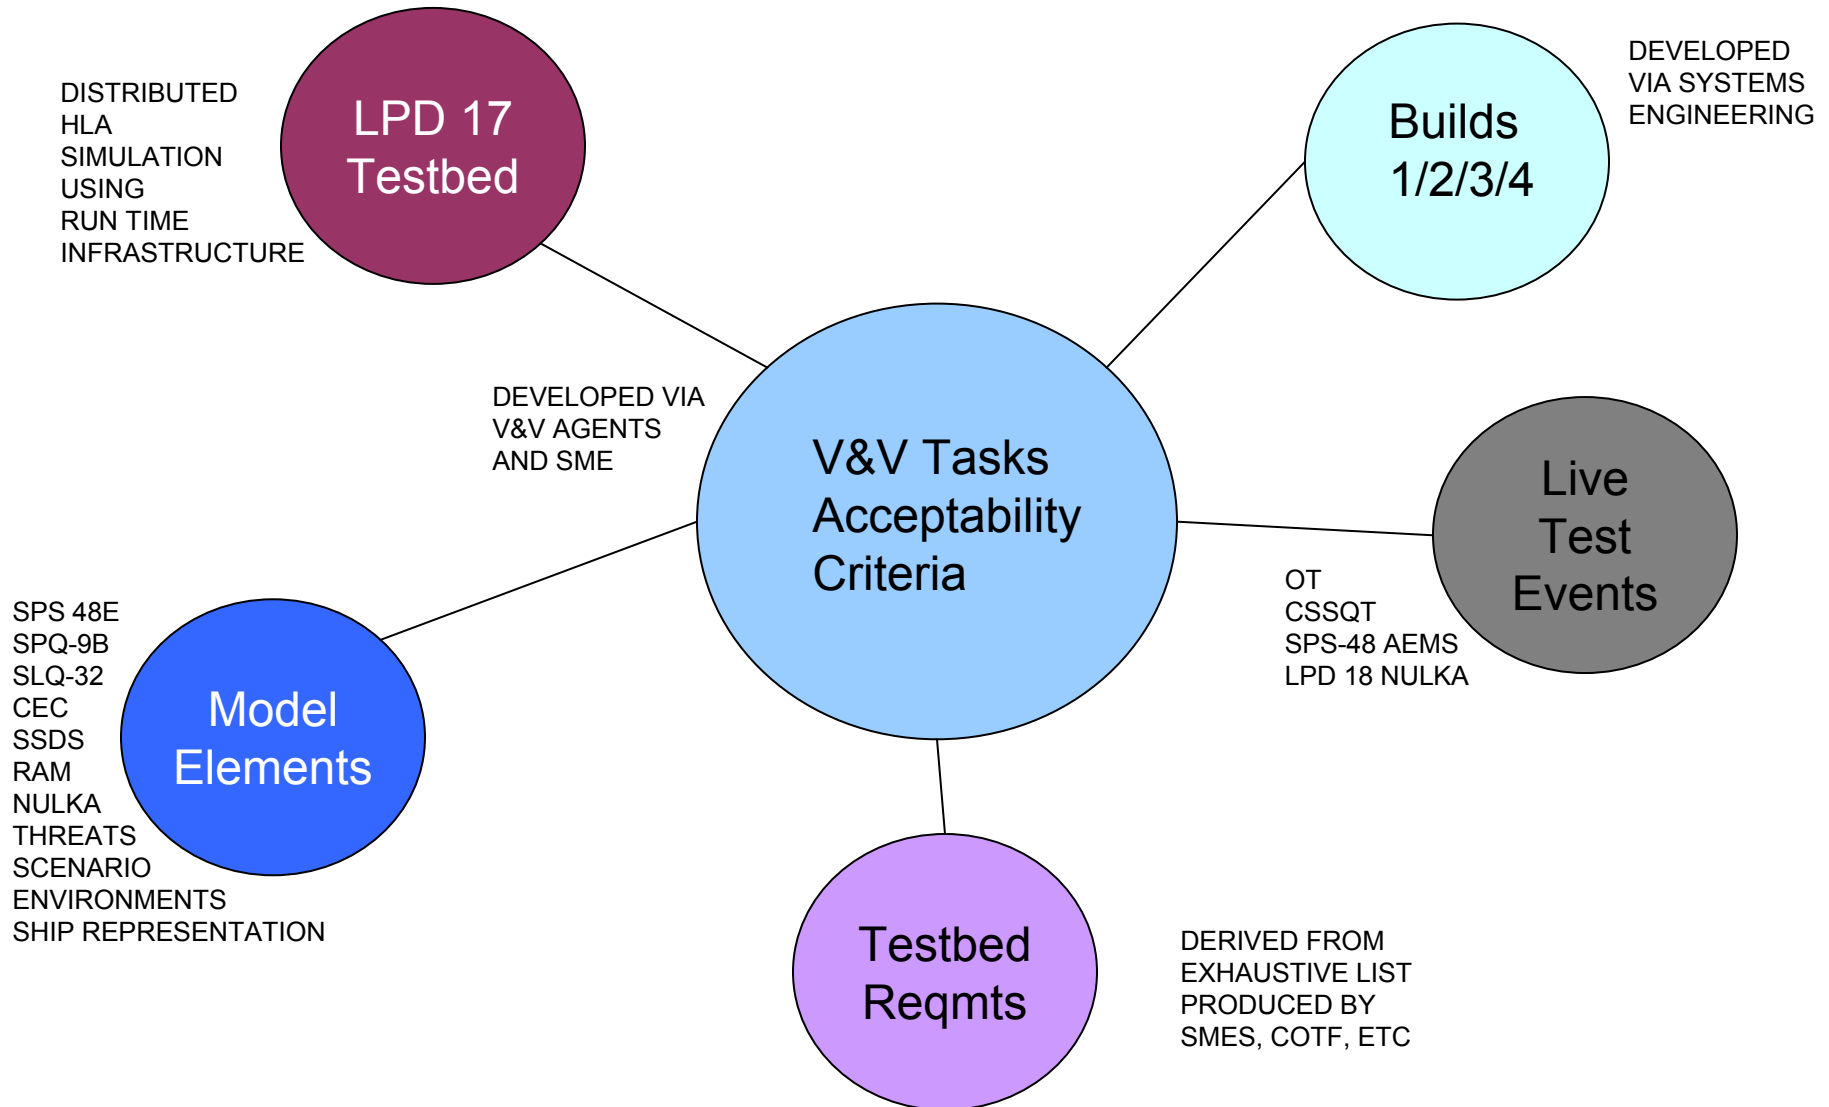 DISTRIBUTED
HLA
SIMULATION
USING
RUN TIME
INFRASTRUCTURE
LPD 17
Testbed
Builds
1/2/3/4
DEVELOPED
VIA SYSTEMS
ENGINEERING
DEVELOPED VIA
V&V AGENTS
AND SME
V&V Tasks
Acceptability
Criteria
Live
Test
Events
OT
CSSQT
SPS-48 AEMS
LPD 18 NULKA
SPS 48E
SPQ-9B
SLQ-32
CEC
SSDS
RAM
NULKA
THREATS
SCENARIO
ENVIRONMENTS
SHIP REPRESENTATION
Model
Elements
Testbed
Reqmts
DERIVED FROM
EXHAUSTIVE LIST
PRODUCED BY
SMES, COTF, ETC